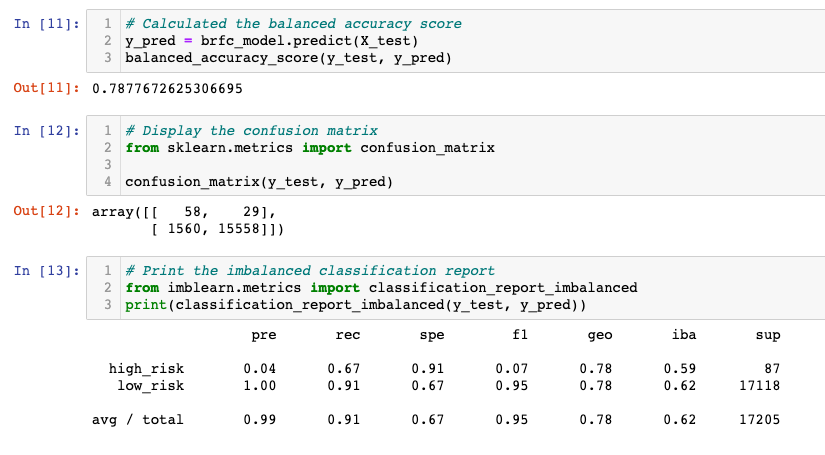 In [11]: 1 # Calculated the balanced accuracy score
2 y_pred = brfc_model.predict(X_test)
3 balanced_accuracy_score(y_test, y_pred)
Out[11]: 0.7877672625306695
In [12]: 1 # Display the confusion matrix
2 from sklearn.metrics import confusion_matrix
3
4 confusion_matrix(y_test, y_pred)
Out[12]: array([[   58,    29],
       [ 1560, 15558]])
In [13]: 1 # Print the imbalanced classification report
2 from imblearn.metrics import classification_report_imbalanced
3 print(classification_report_imbalanced(y_test, y_pred))
pre rec spe f1 geo iba sup
high_risk 0.04 0.67 0.91 0.07 0.78 0.59 87
low_risk 1.00 0.91 0.67 0.95 0.78 0.62 17118
avg / total 0.99 0.91 0.67 0.95 0.78 0.62 17205